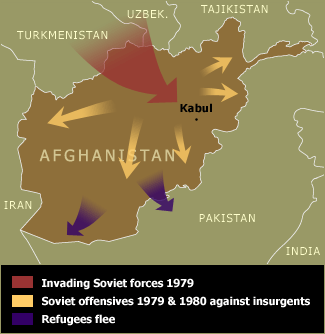 UZBEK.
TAJIKISTAN
TURKMENISTAN
Kabul
AFGHANISTAN
IRAN
PAKISTAN
INDIA
Invading Soviet forces 1979
Soviet offensives 1979 & 1980 against insurgents
Refugees flee